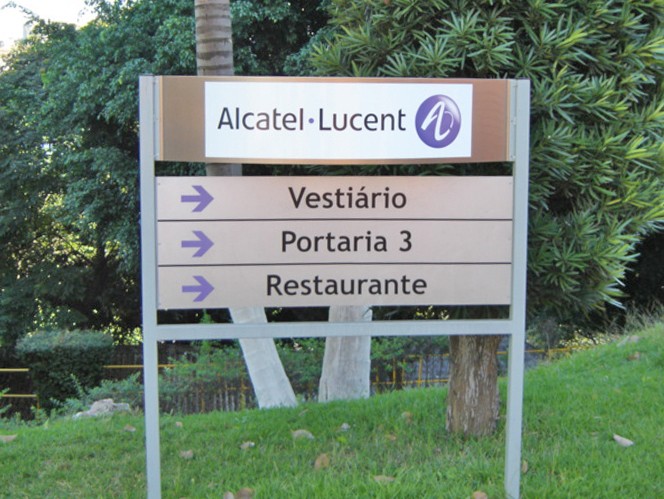 Alcatel·Lucent
Vestiário
Portaria 3
Restaurante